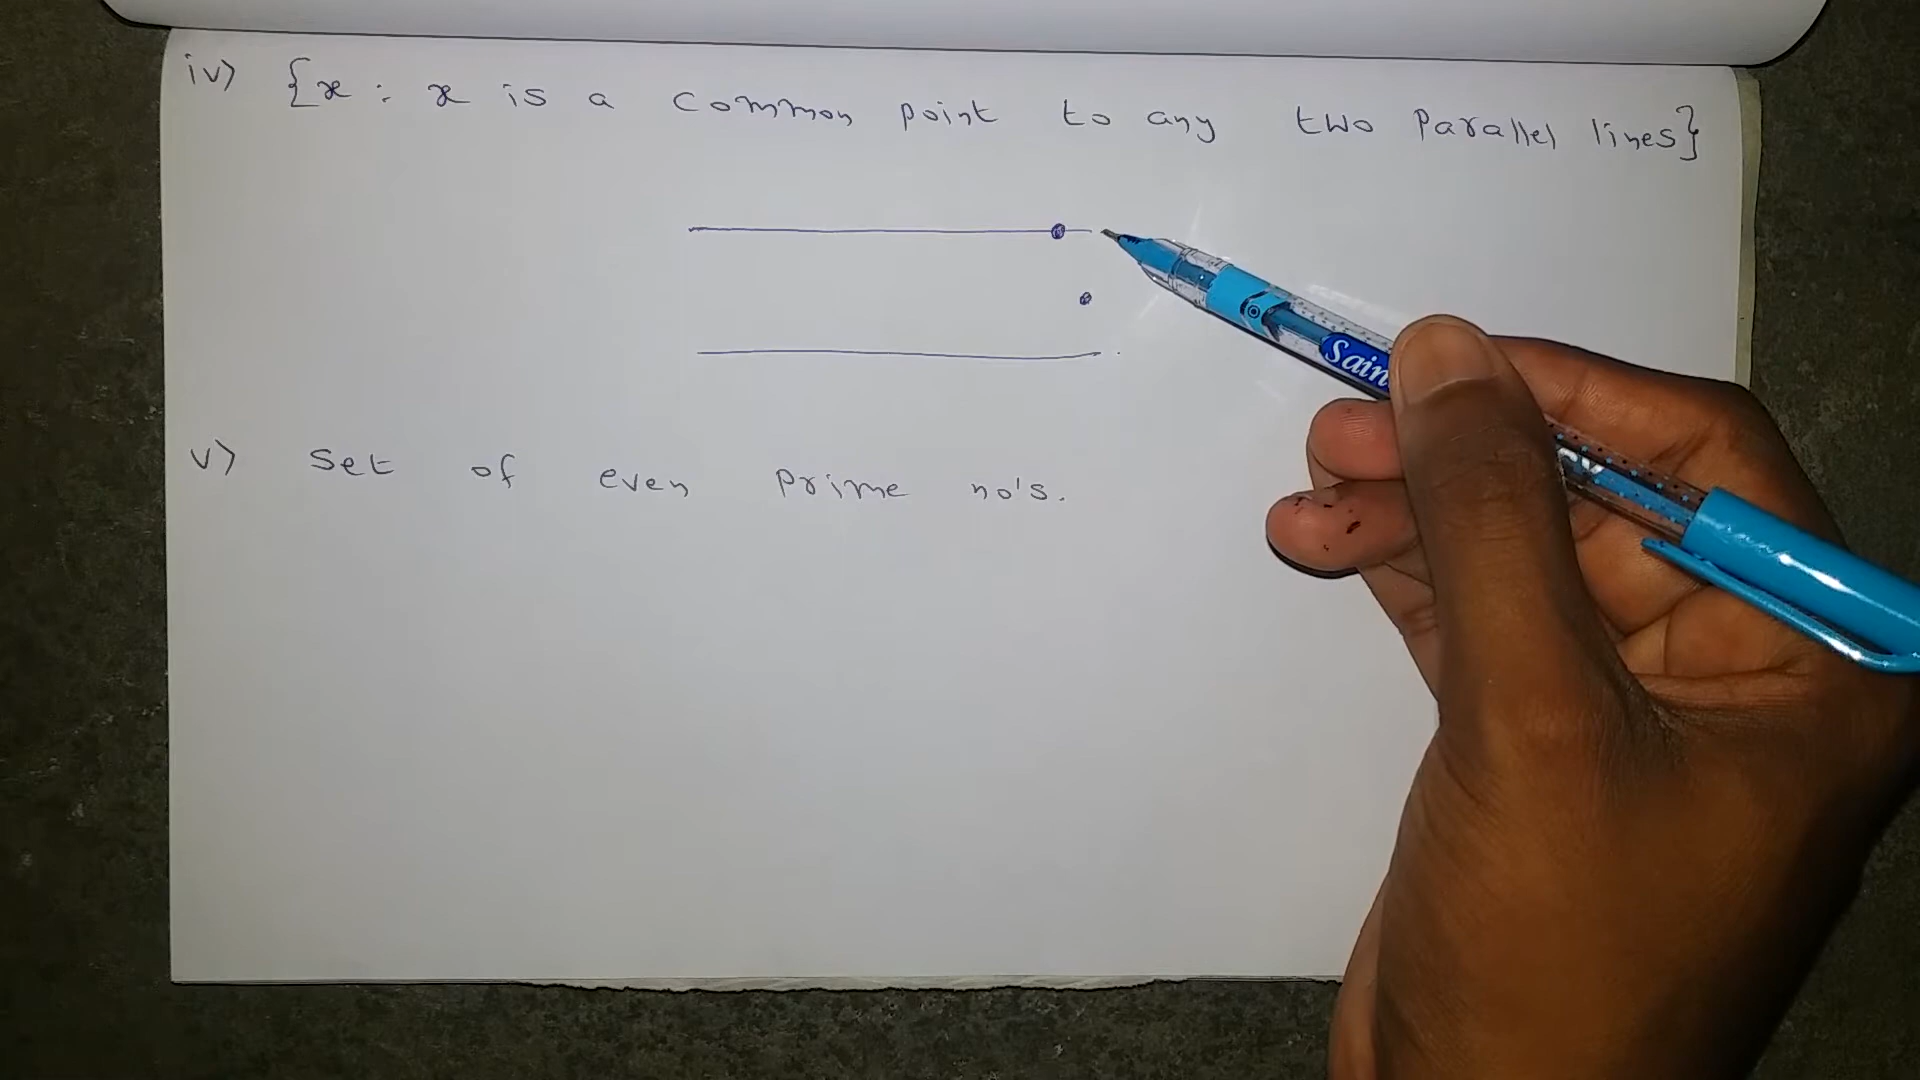 iv) {x : x is a common point to any two parallel lines}
Sain
v) Set of even prime no's.